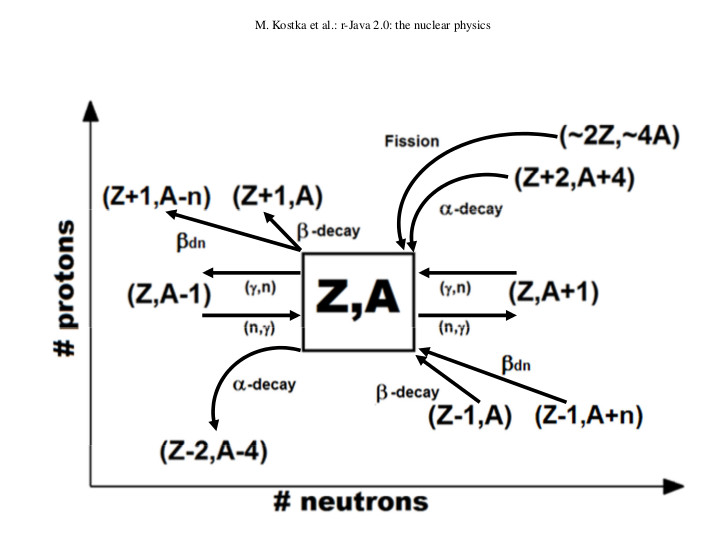 M. Kostka et al.: r-Java 2.0: the nuclear physics
Fission
(~2Z,~4A)
(Z+2,A+4)
α-decay
(Z+1,A-n) (Z+1,A)
βdn
β-decay
(Z,A-1)
(γ,n)
(n,γ)
Z,A
(γ,n)
(n,γ)
(Z,A+1)
α-decay
(Z-2,A-4)
β-decay
βdn
(Z-1,A) (Z-1,A+n)
# protons
# neutrons